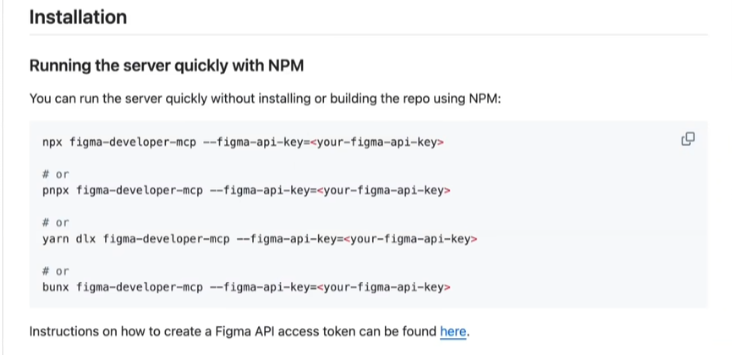 Installation
Running the server quickly with NPM
You can run the server quickly without installing or building the repo using NPM:
npx figma-developer-mcp --figma-api-key=<your-figma-api-key>
# or
pnpx figma-developer-mcp --figma-api-key=<your-figma-api-key>
# or
yarn dlx figma-developer-mcp --figma-api-key=<your-figma-api-key>
# or
bunx figma-developer-mcp --figma-api-key=<your-figma-api-key>
Instructions on how to create a Figma API access token can be found here.